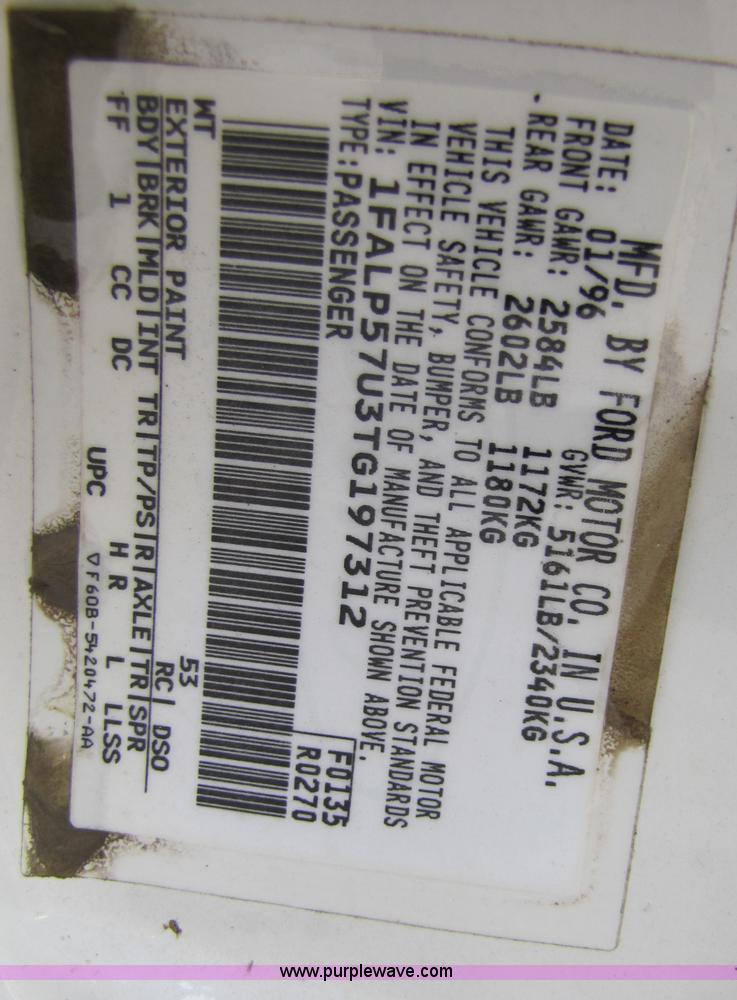 MFD. BY FORD MOTOR CO. IN U.S.A.
DATE: 01/96 GVWR: 5161LB/2340KG
FRONT GAWR: 2584LB 1172KG
REAR GAWR: 2602LB 1180KG
THIS VEHICLE CONFORMS TO ALL APPLICABLE FEDERAL MOTOR
VEHICLE SAFETY, BUMPER, AND THEFT PREVENTION STANDARDS
IN EFFECT ON THE DATE OF MANUFACTURE SHOWN ABOVE.
VIN: 1FALP57U3TG197312
TYPE: PASSENGER
F0135
R0270
WT
EXTERIOR PAINT 53 RC| DSO
BDY|BRK|MLD|INT TR|TP/PS|R|AXLE|TR|SPR
FF 1 CC DC H R L LLSS
UPC ▽F60B-5420472-AA
www.purplewave.com